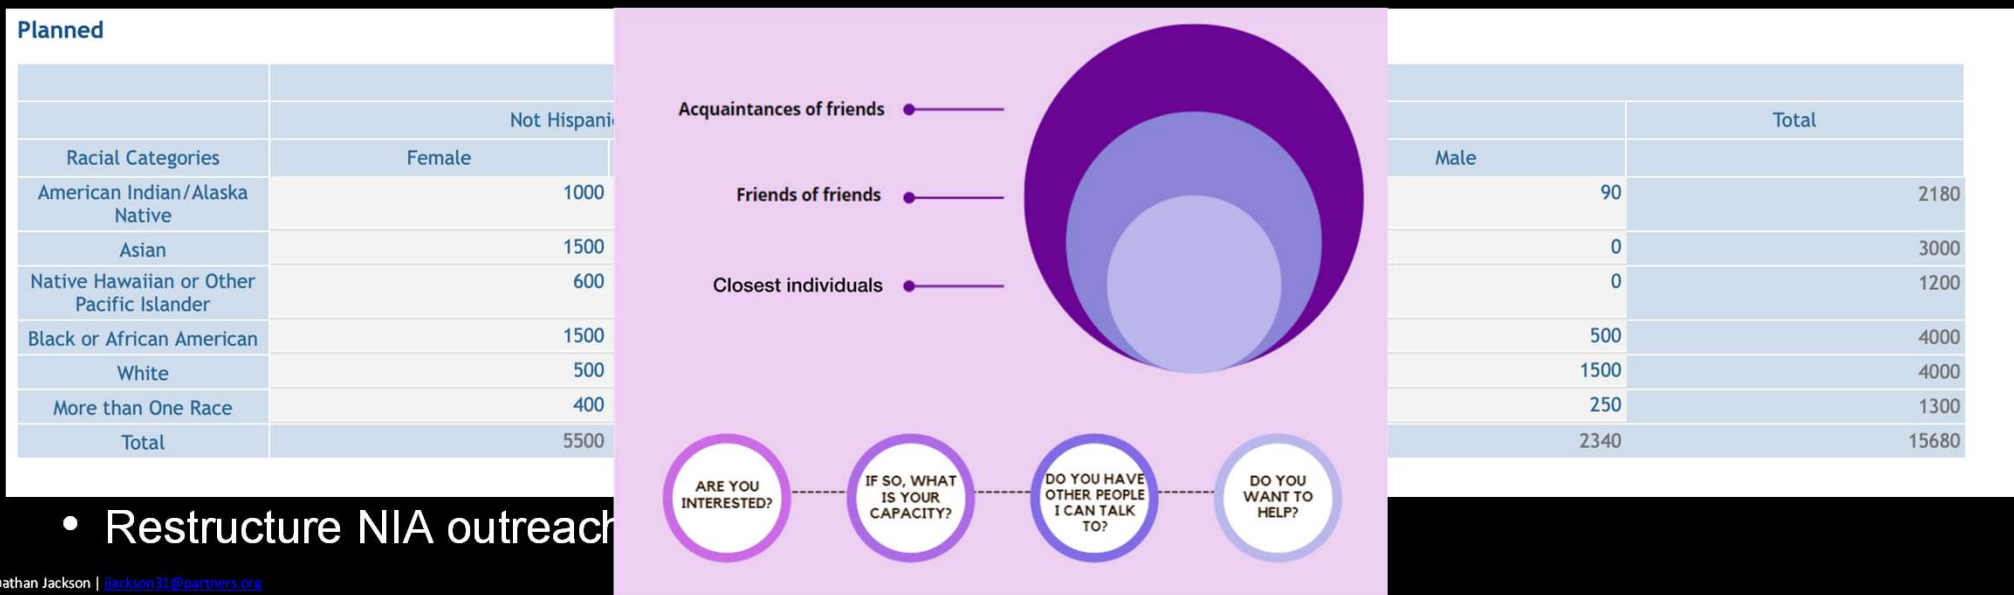 Planned
Not Hispani
Total
Racial Categories
Female
Male
American Indian/Alaska
Native
1000
90
2180
Asian
1500
0
3000
Native Hawaiian or Other
Pacific Islander
600
0
1200
Black or African American
1500
500
4000
White
500
1500
4000
More than One Race
400
250
1300
Total
5500
2340
15680
Acquaintances of friends
Friends of friends
Closest individuals
ARE YOU
INTERESTED?
IF SO, WHAT
IS YOUR
CAPACITY?
DO YOU HAVE
OTHER PEOPLE
I CAN TALK
TO?
DO YOU
WANT TO
HELP?
• Restructure NIA outreach
nathan Jackson | jjackson31@partners.org